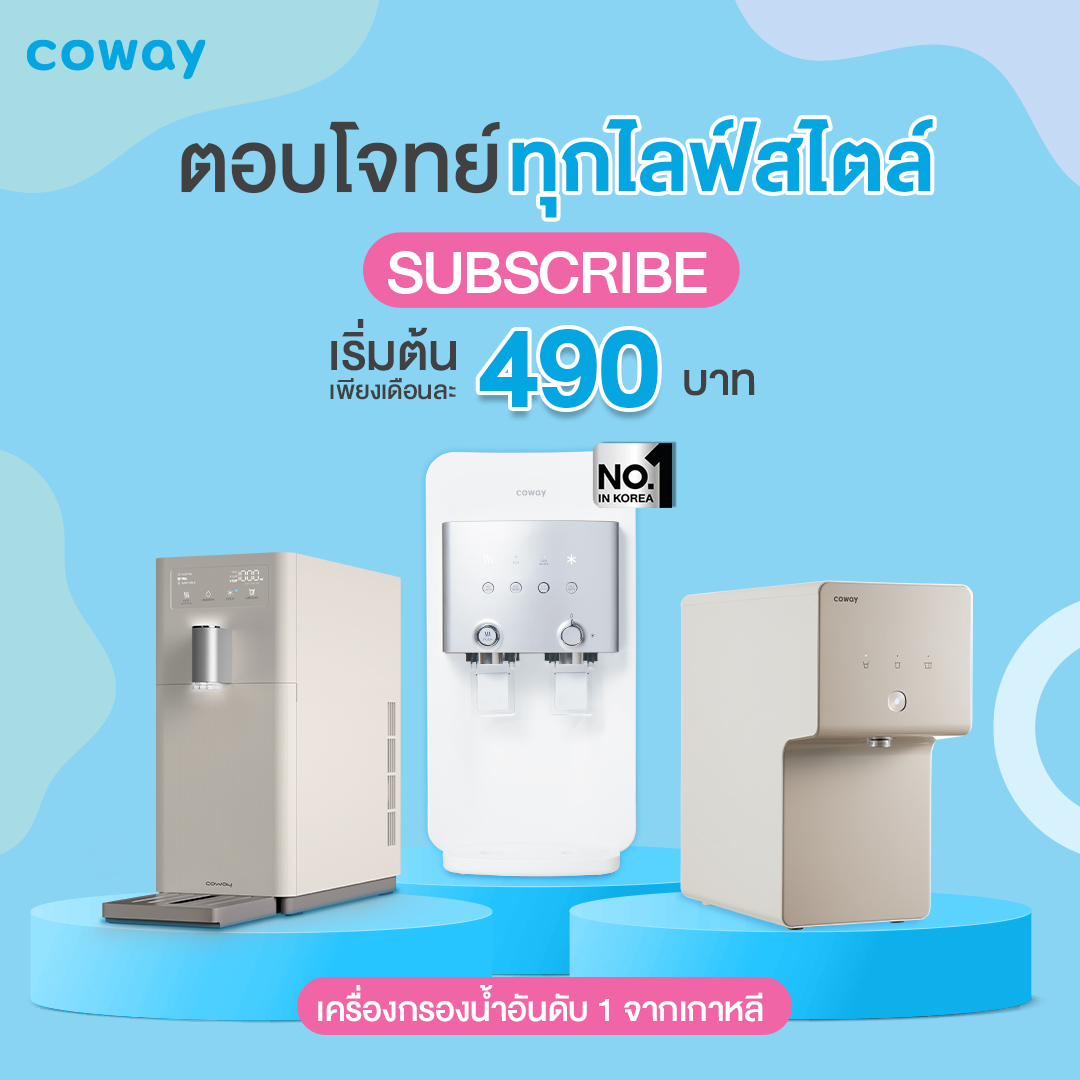 coway
ตอบโจทย์ทุกไลฟ์สไตล์
SUBSCRIBE
เริ่มต้น
เพียงเดือนละ
490 บาท
NO.1
IN KOREA
coway
coway
coway
เครื่องกรองน้ำอันดับ 1 จากเกาหลี